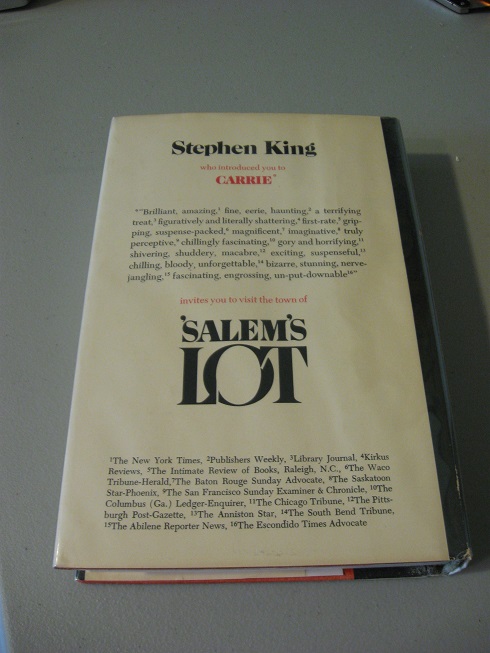 Stephen King
who introduced you to
CARRIE*
*"Brilliant, amazing,¹ fine, eerie, haunting,² a terrifying
treat,³ figuratively and literally shattering,⁴ first-rate,⁵ grip-
ping, suspense-packed,⁶ magnificent,⁷ imaginative,⁸ truly
perceptive,⁹ chillingly fascinating,¹⁰ gory and horrifying,¹¹
shivering, shuddery, macabre,¹² exciting, suspenseful,¹³
chilling, bloody, unforgettable,¹⁴ bizarre, stunning, nerve-
jangling,¹⁵ fascinating, engrossing, un-put-downable¹⁶"
invites you to visit the town of
'SALEM'S
LOT
¹The New York Times, ²Publishers Weekly, ³Library Journal, ⁴Kirkus
Reviews, ⁵The Intimate Review of Books, Raleigh, N.C., ⁶The Waco
Tribune-Herald,⁷The Baton Rouge Sunday Advocate, ⁸The Saskatoon
Star-Phoenix, ⁹The San Francisco Sunday Examiner & Chronicle, ¹⁰The
Columbus (Ga.) Ledger-Enquirer, ¹¹The Chicago Tribune, ¹²The Pitts-
burgh Post-Gazette, ¹³The Anniston Star, ¹⁴The South Bend Tribune,
¹⁵The Abilene Reporter News, ¹⁶The Escondido Times Advocate